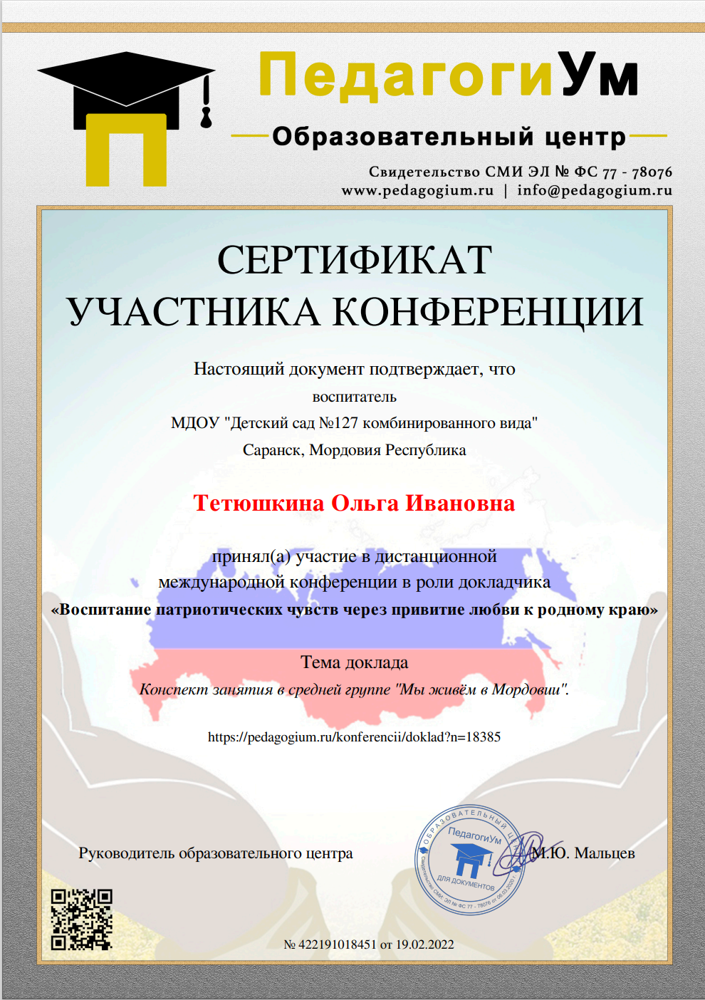 ПедагогиУм
Образовательный центр
Свидетельство СМИ ЭЛ № ФС 77 - 78076
www.pedagogium.ru | info@pedagogium.ru
СЕРТИФИКАТ
УЧАСТНИКА КОНФЕРЕНЦИИ
Настоящий документ подтверждает, что
воспитатель
МДОУ "Детский сад №127 комбинированного вида"
Саранск, Мордовия Республика
Тетюшкина Ольга Ивановна
принял(а) участие в дистанционной
международной конференции в роли докладчика
«Воспитание патриотических чувств через привитие любви к родному краю»
Тема доклада
Конспект занятия в средней группе "Мы живём в Мордовии".
https://pedagogium.ru/konferencii/doklad?n=18385
Руководитель образовательного центра
ОБРАЗОВАТЕЛЬНЫЙ ЦЕНТР
ПедагогиУм
ДЛЯ ДОКУМЕНТОВ
Свидетельство СМИ: ЭЛ № ФС 77 - 78076 от 06.03.2020 г.
М.Ю. Мальцев
№ 422191018451 от 19.02.2022